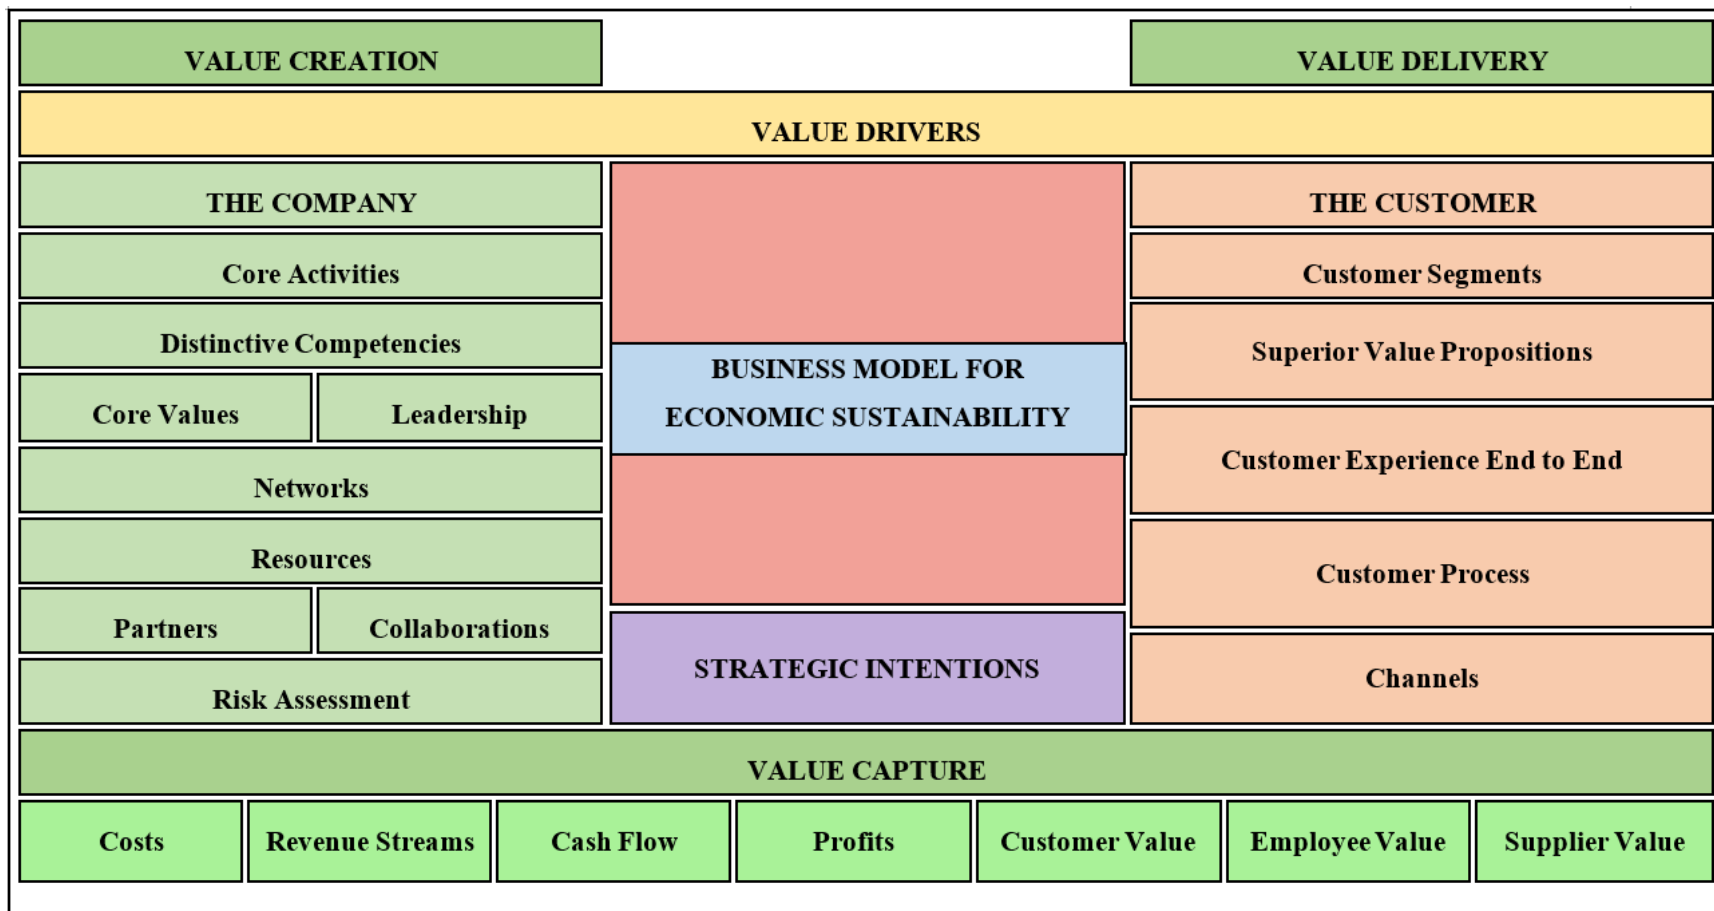 VALUE CREATION
VALUE DELIVERY
VALUE DRIVERS
THE COMPANY
THE CUSTOMER
Core Activities
Customer Segments
Distinctive Competencies
Superior Value Propositions
BUSINESS MODEL FOR
ECONOMIC SUSTAINABILITY
Core Values
Leadership
Customer Experience End to End
Networks
Resources
Customer Process
Partners
Collaborations
STRATEGIC INTENTIONS
Channels
Risk Assessment
VALUE CAPTURE
Costs
Revenue Streams
Cash Flow
Profits
Customer Value
Employee Value
Supplier Value